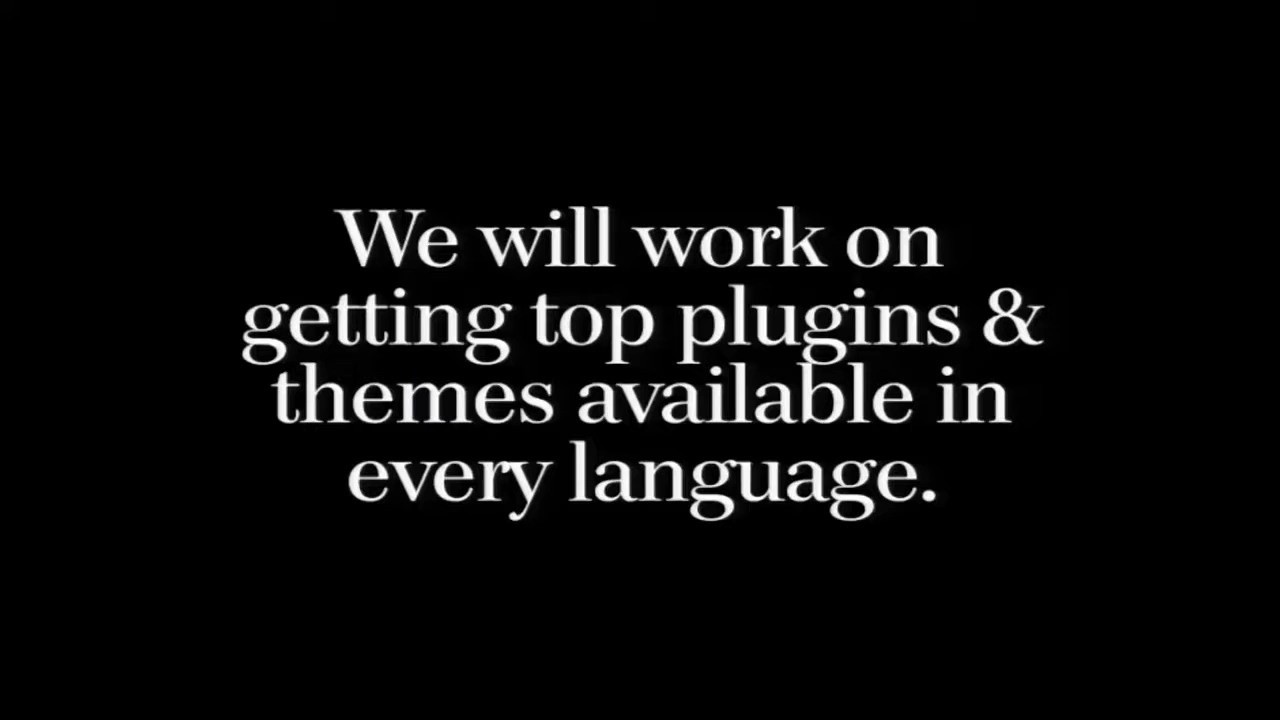 We will work on
getting top plugins &
themes available in
every language.